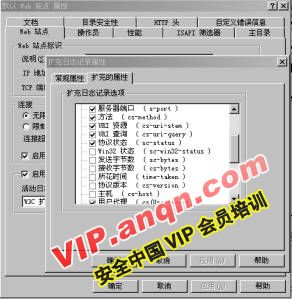 默认 Web 站点 属性
文档
目录安全性
HTTP 头
自定义错误信息
Web 站点
操作员
性能
ISAPI 筛选器
主目录
Web 站点标识
说明
IP 地
TCP 端
连接
无限
限制
连接超
启用
启用
活动日
W3C 扩
扩充日志记录属性
常规属性
扩充的属性
扩充日志记录选项
服务器端口 ( s-port )
方法 ( cs-method )
URI 资源 ( cs-uri-stem )
URI 查询 ( cs-uri-query )
协议状态 ( sc-status )
Win32 状态 ( sc-win32-status )
发送字节数 ( sc-bytes )
接收字节数 ( cs-bytes )
所花时间 ( time-taken )
协议版本 ( cs-version )
主机 ( cs-host )
用户代理 ( cs(User
VIP.anqn.com
安全中国VIP会员培训
取消
帮助
确定
取消
帮助